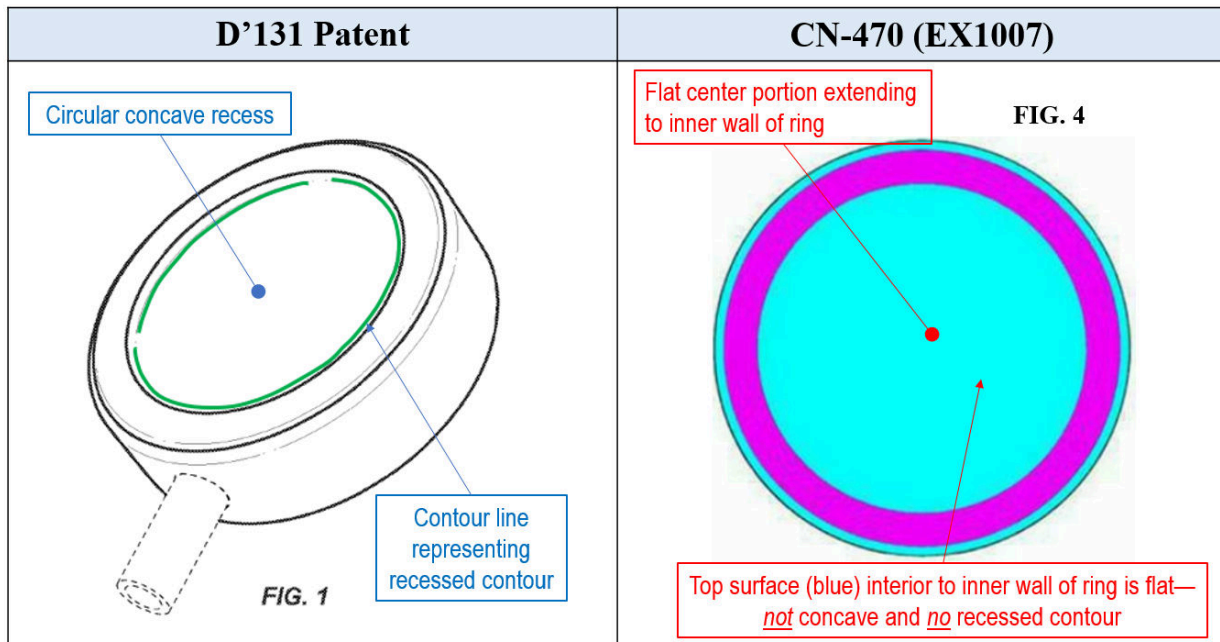 D’131 Patent
CN-470 (EX1007)
Circular concave recess
Contour line
representing
recessed contour
FIG. 1
Flat center portion extending
to inner wall of ring
FIG. 4
Top surface (blue) interior to inner wall of ring is flat—
not concave and no recessed contour